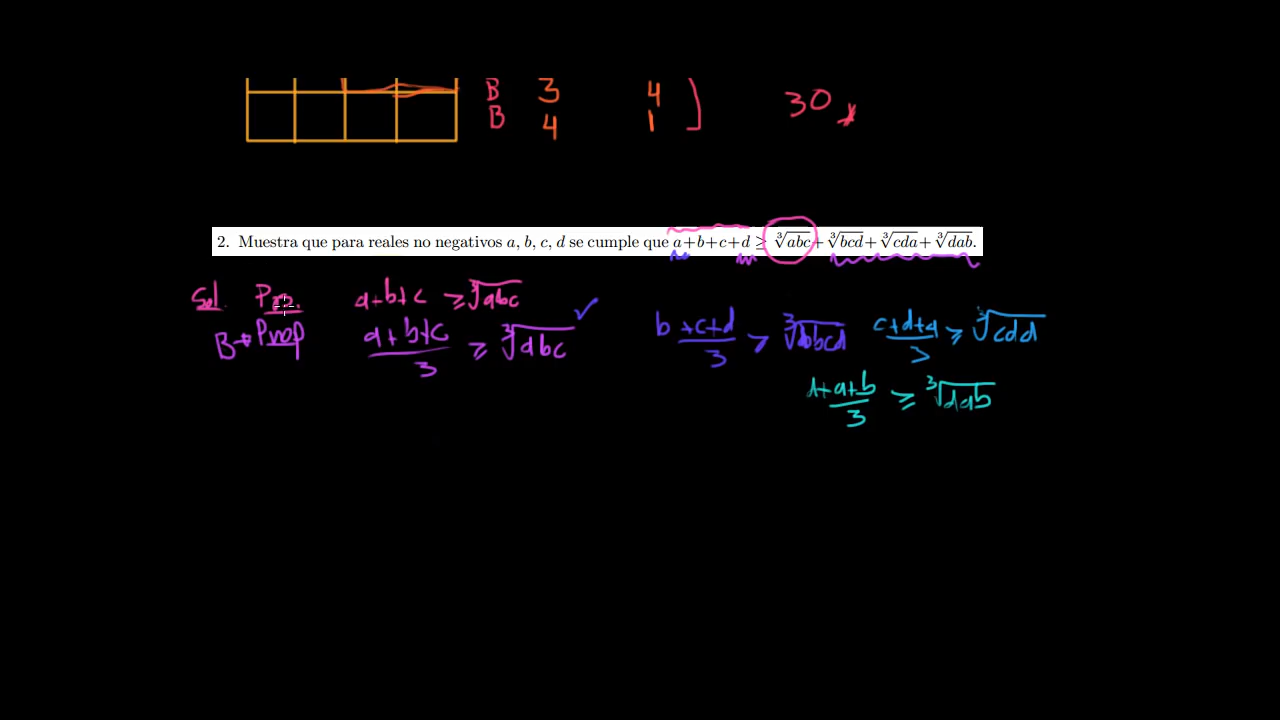 B 3 4
B 4 1 ] 30
2. Muestra que para reales no negativos a, b, c, d se cumple que a+b+c+d ≥ ∛abc + ∛bcd + ∛cda + ∛dab.
Sol. a+b+c ≥ ∛abc
B→ Prop (a+b+c)/3 ≥ ∛abc ✓ (b+c+d)/3 ≥ ∛bcd (c+d+a)/3 ≥ ∛cda
(d+a+b)/3 ≥ ∛dab